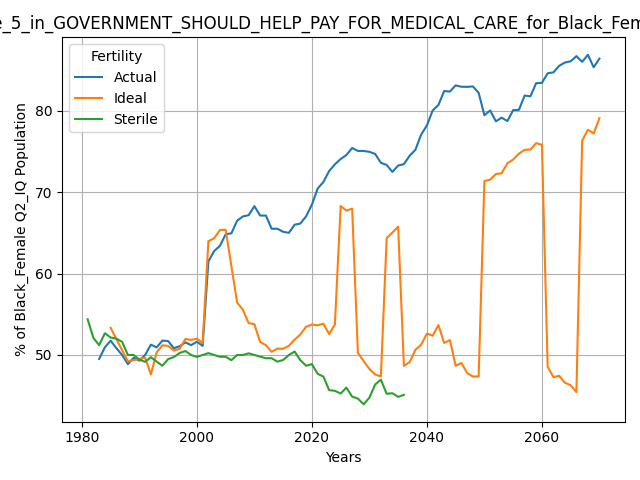 e_5_in_GOVERNMENT_SHOULD_HELP_PAY_FOR_MEDICAL_CARE_for_Black_Fem
Fertility
Actual
Ideal
Sterile
% of Black_Female Q2_IQ Population
80
70
60
50
1980
2000
2020
2040
2060
Years